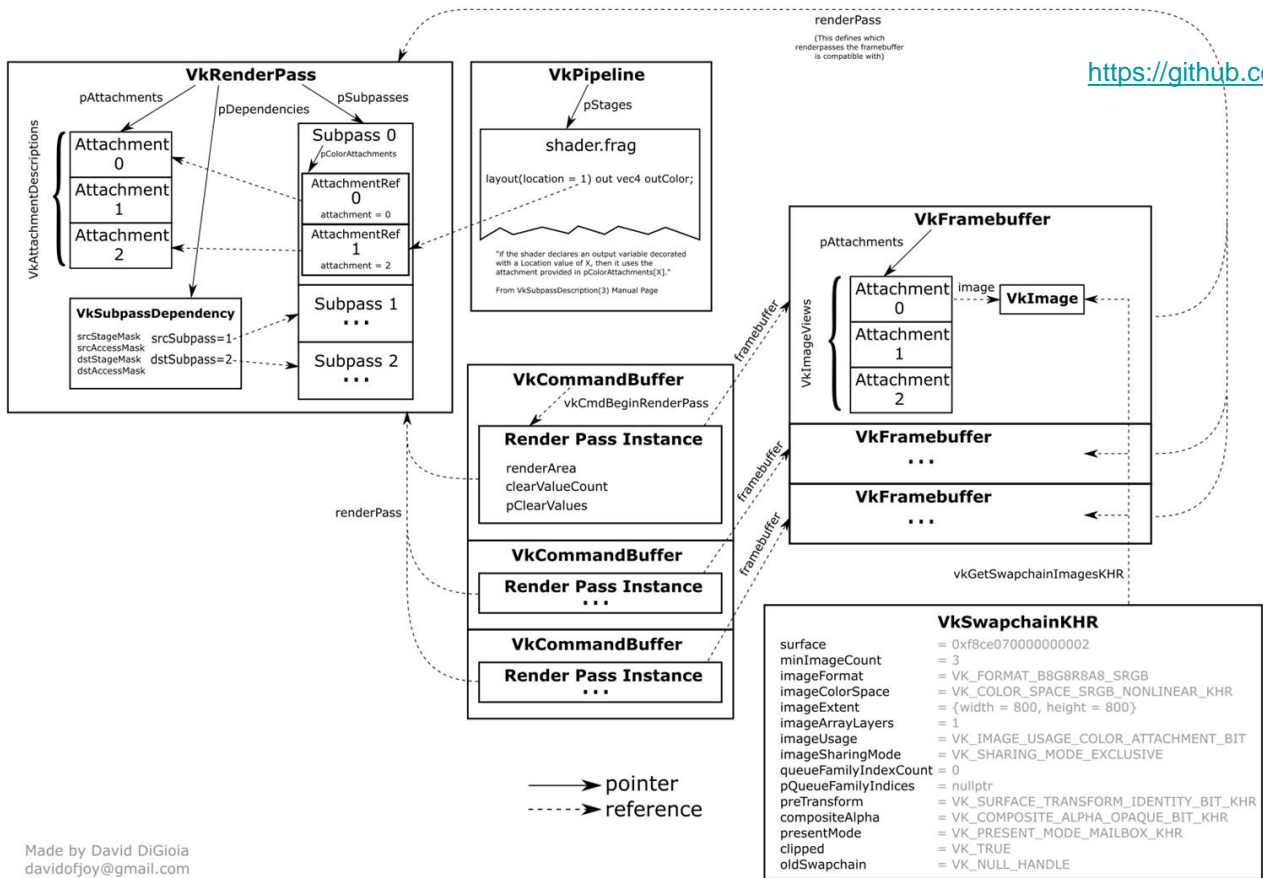 renderPass
(This defines which
renderpasses the framebuffer
is compatible with)
https://github.co
VkRenderPass
pAttachments
pDependencies
pSubpasses
VkAttachmentDescriptions
Attachment
0
Attachment
1
Attachment
2
Subpass 0
pColorAttachments
AttachmentRef
0
attachment = 0
AttachmentRef
1
attachment = 2
Subpass 1
...
Subpass 2
...
VkSubpassDependency
srcStageMask
srcAccessMask
dstStageMask
dstAccessMask
srcSubpass=1
dstSubpass=2
VkPipeline
pStages
shader.frag
layout(location = 1) out vec4 outColor;
"if the shader declares an output variable decorated
with a Location value of X, then it uses the
attachment provided in pColorAttachments[X]."
From VkSubpassDescription(3) Manual Page
VkCommandBuffer
vkCmdBeginRenderPass
Render Pass Instance
renderArea
clearValueCount
pClearValues
VkCommandBuffer
Render Pass Instance
...
VkCommandBuffer
Render Pass Instance
...
renderPass
framebuffer
framebuffer
framebuffer
VkFramebuffer
pAttachments
VkImageViews
Attachment
0
Attachment
1
Attachment
2
image
VkImage
VkFramebuffer
...
VkFramebuffer
...
vkGetSwapchainImagesKHR
VkSwapchainKHR
surface = 0xf8ce070000000002
minImageCount = 3
imageFormat = VK_FORMAT_B8G8R8A8_SRGB
imageColorSpace = VK_COLOR_SPACE_SRGB_NONLINEAR_KHR
imageExtent = {width = 800, height = 800}
imageArrayLayers = 1
imageUsage = VK_IMAGE_USAGE_COLOR_ATTACHMENT_BIT
imageSharingMode = VK_SHARING_MODE_EXCLUSIVE
queueFamilyIndexCount = 0
pQueueFamilyIndices = nullptr
preTransform = VK_SURFACE_TRANSFORM_IDENTITY_BIT_KHR
compositeAlpha = VK_COMPOSITE_ALPHA_OPAQUE_BIT_KHR
presentMode = VK_PRESENT_MODE_MAILBOX_KHR
clipped = VK_TRUE
oldSwapchain = VK_NULL_HANDLE
pointer
reference
Made by David DiGioia
davidofjoy@gmail.com